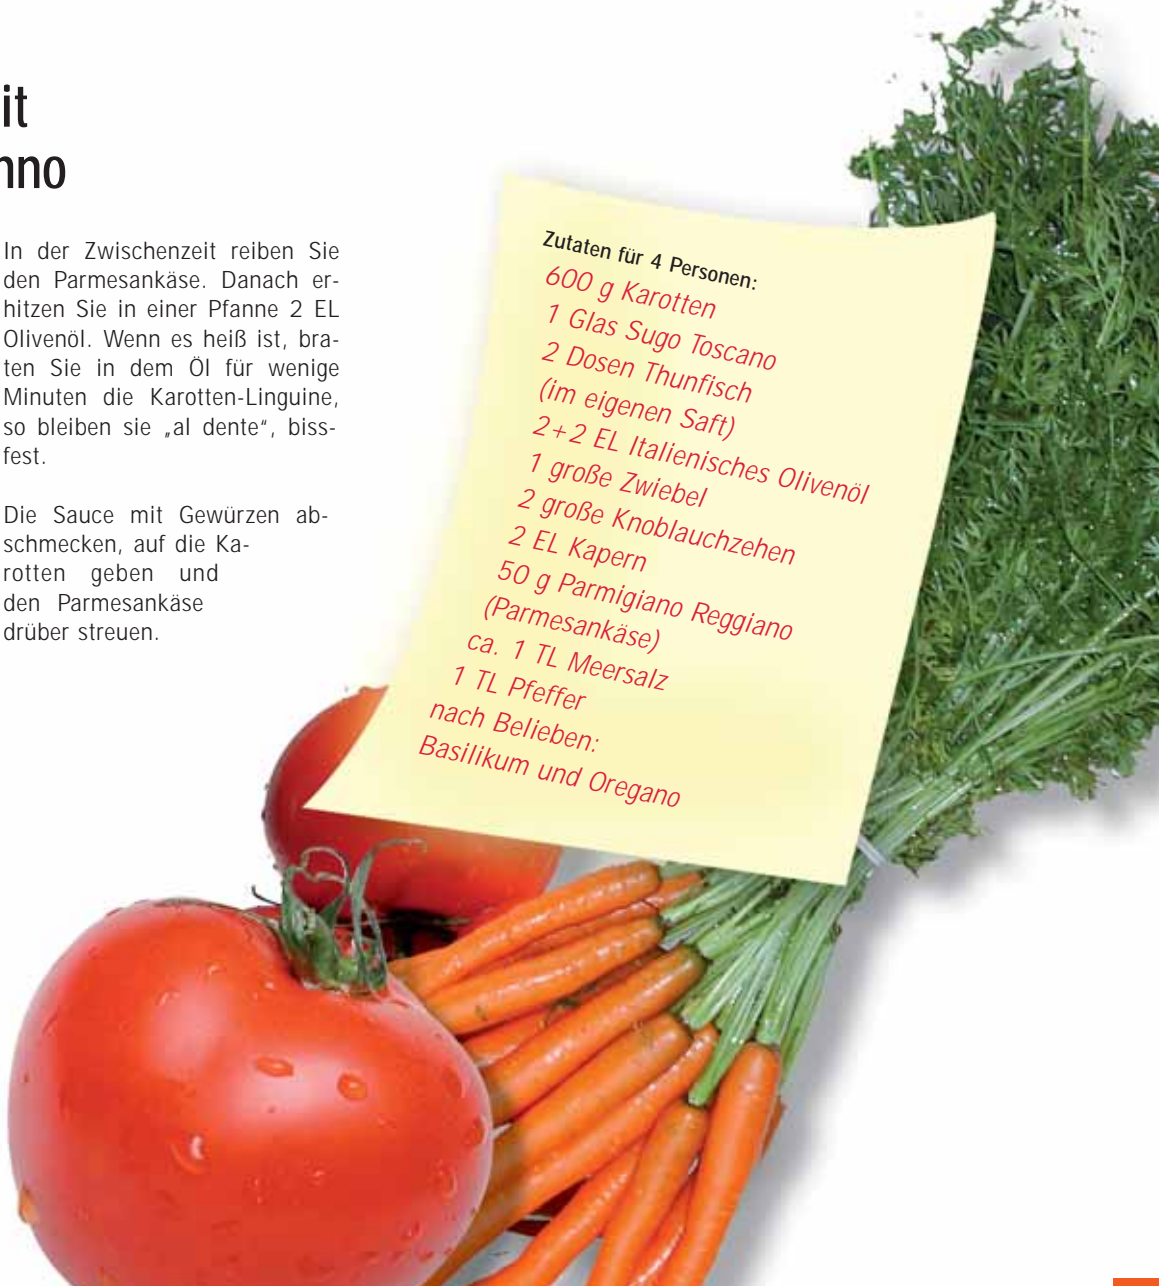 it
nno
In der Zwischenzeit reiben Sie
den Parmesankäse. Danach er-
hitzen Sie in einer Pfanne 2 EL
Olivenöl. Wenn es heiß ist, bra-
ten Sie in dem Öl für wenige
Minuten die Karotten-Linguine,
so bleiben sie „al dente“, biss-
fest.
Die Sauce mit Gewürzen ab-
schmecken, auf die Ka-
rotten geben und
den Parmesankäse
drüber streuen.
Zutaten für 4 Personen:
600 g Karotten
1 Glas Sugo Toscano
2 Dosen Thunfisch
(im eigenen Saft)
2+2 EL Italienisches Olivenöl
1 große Zwiebel
2 große Knoblauchzehen
2 EL Kapern
50 g Parmigiano Reggiano
(Parmesankäse)
ca. 1 TL Meersalz
1 TL Pfeffer
nach Belieben:
Basilikum und Oregano